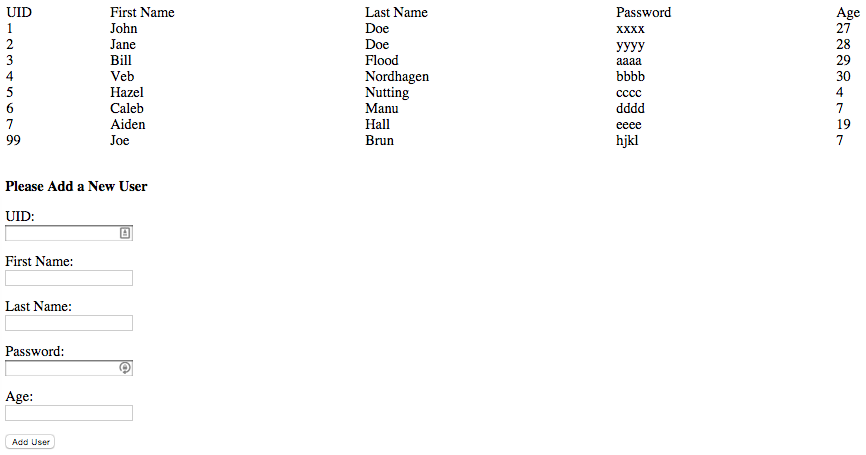 UID First Name Last Name Password Age
1 John Doe xxxx 27
2 Jane Doe yyyy 28
3 Bill Flood aaaa 29
4 Veb Nordhagen bbbb 30
5 Hazel Nutting cccc 4
6 Caleb Manu dddd 7
7 Aiden Hall eeee 19
99 Joe Brun hjkl 7
Please Add a New User
UID:
First Name:
Last Name:
Password:
Age:
Add User